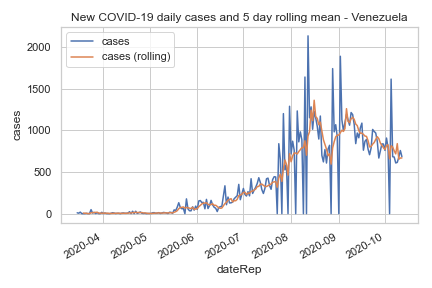 New COVID-19 daily cases and 5 day rolling mean - Venezuela
cases
cases (rolling)
2000
1500
1000
500
0
cases
2020-04
2020-05
2020-06
2020-07
2020-08
2020-09
2020-10
dateRep